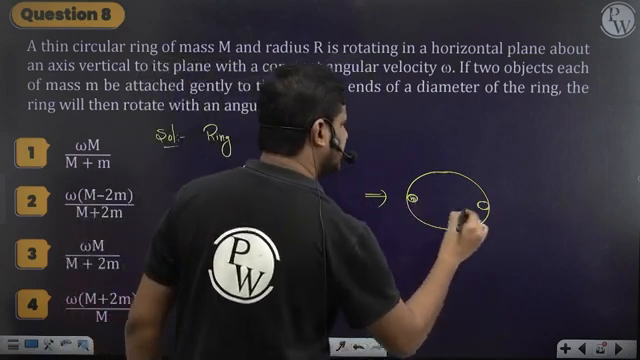 Question 8
A thin circular ring of mass M and radius R is rotating in a horizontal plane about
an axis vertical to its plane with a angular velocity ω. If two objects each
of mass m be attached gently to ends of a diameter of the ring, the
ring will then rotate with an
Sol:- Ring
1 ωM / M + m
2 ω(M–2m) / M+2m
3 ωM / M + 2m
4 ω(M+2m) / M
⇒
P W
P W